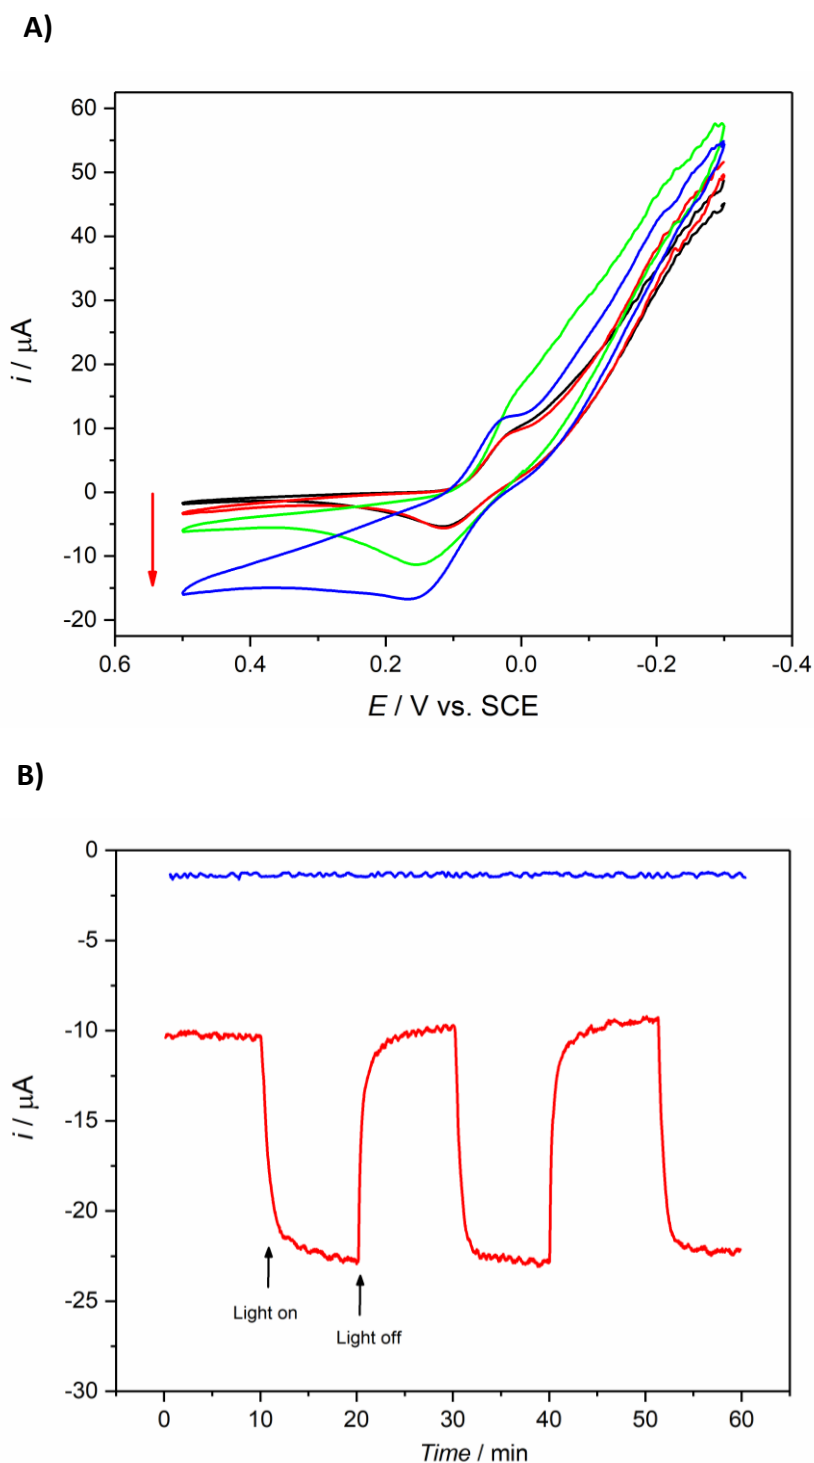 A)
60
50
40
30
20
10
0
-10
-20
i / μA
0.6 0.4 0.2 0.0 -0.2 -0.4
E / V vs. SCE
B)
0
-5
-10
-15
-20
-25
-30
i / μA
Light on
Light off
0 10 20 30 40 50 60
Time / min